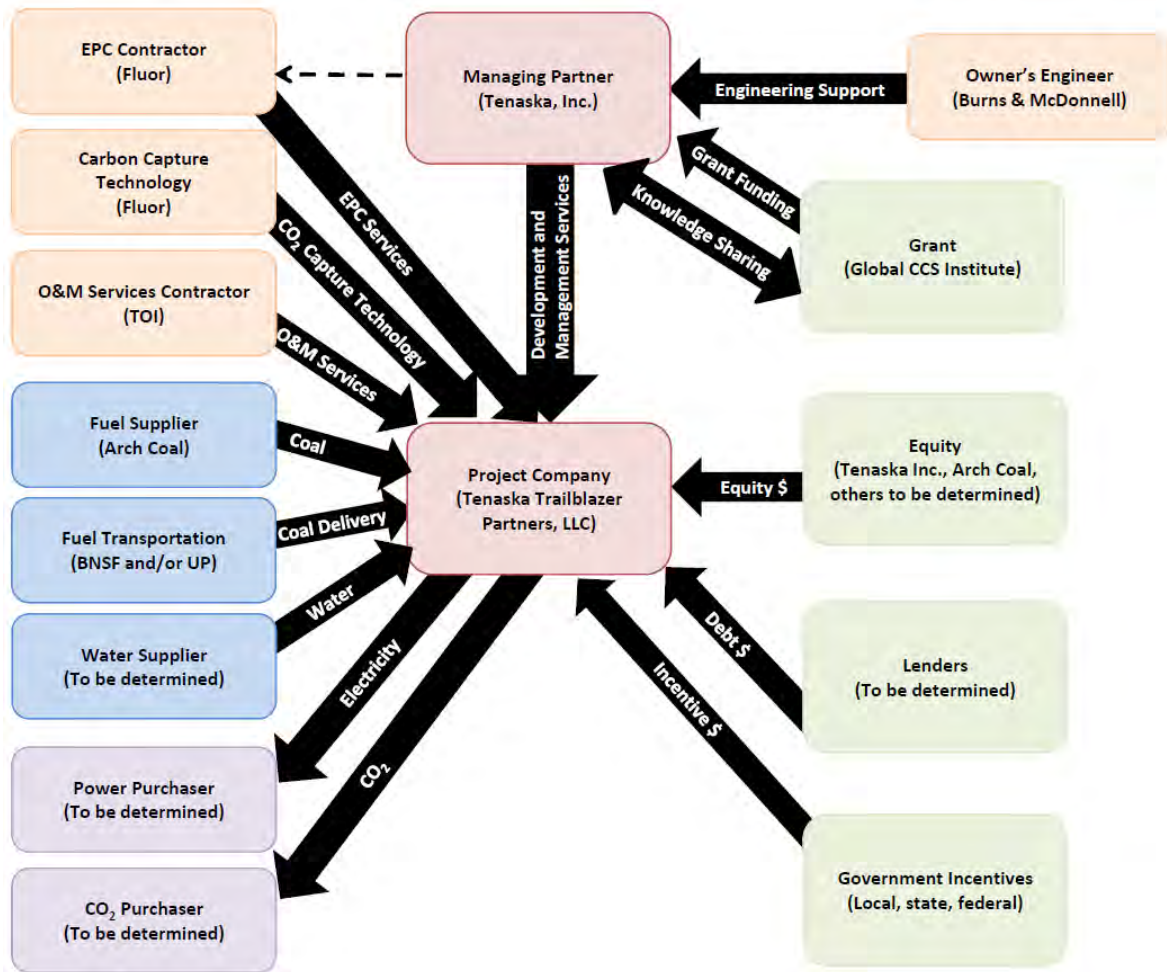 EPC Contractor
(Fluor)
Managing Partner
(Tenaska, Inc.)
Engineering Support
Owner's Engineer
(Burns & McDonnell)
Carbon Capture
Technology
(Fluor)
EPC Services
CO₂ Capture Technology
Development and
Management Services
Grant Funding
Knowledge Sharing
Grant
(Global CCS Institute)
O&M Services Contractor
(TOI)
O&M Services
Fuel Supplier
(Arch Coal)
Coal
Project Company
(Tenaska Trailblazer
Partners, LLC)
Equity $
Equity
(Tenaska Inc., Arch Coal,
others to be determined)
Fuel Transportation
(BNSF and/or UP)
Coal Delivery
Water Supplier
(To be determined)
Water
Electricity
CO₂
Debt $
Incentive $
Lenders
(To be determined)
Power Purchaser
(To be determined)
CO₂ Purchaser
(To be determined)
Government Incentives
(Local, state, federal)